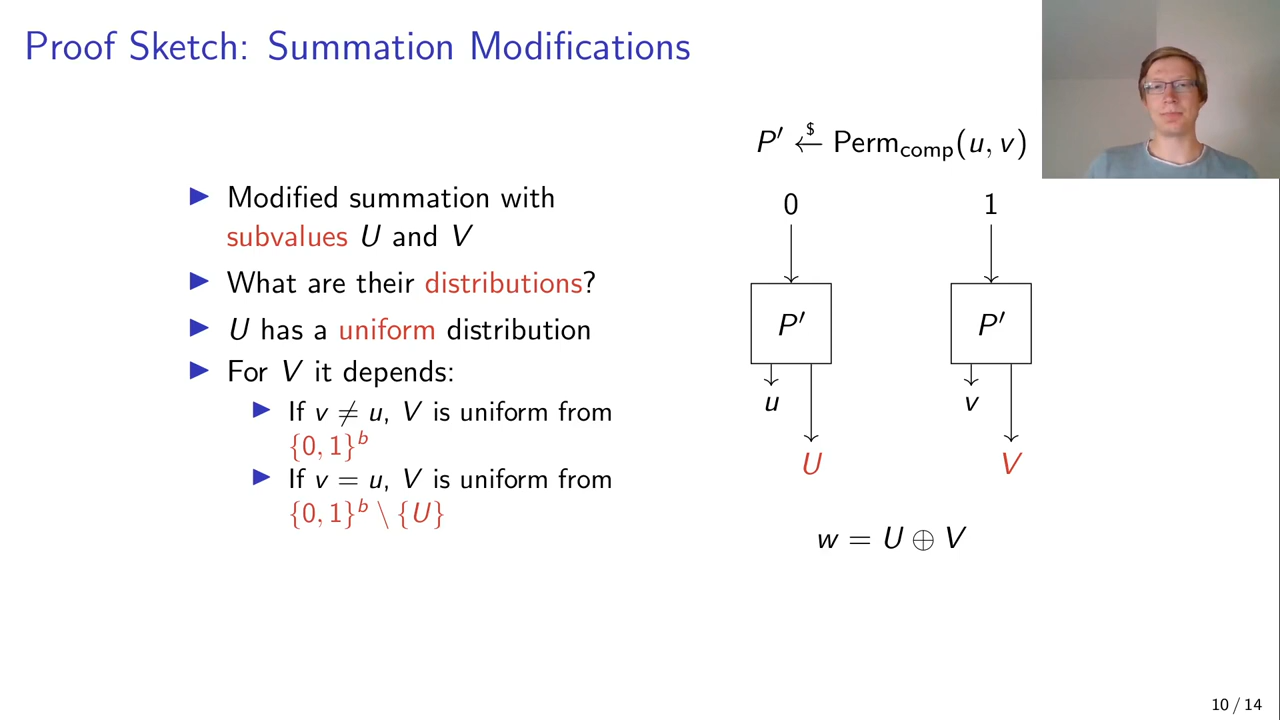 Proof Sketch: Summation Modifications
▶ Modified summation with
subvalues U and V
▶ What are their distributions?
▶ U has a uniform distribution
▶ For V it depends:
▶ If v ≠ u, V is uniform from
{0, 1}ᵇ
▶ If v = u, V is uniform from
{0, 1}ᵇ \ {U}
P′ ←$ Perm_comp(u, v)
0 1
P′ P′
u v
U V
w = U ⊕ V
10 / 14